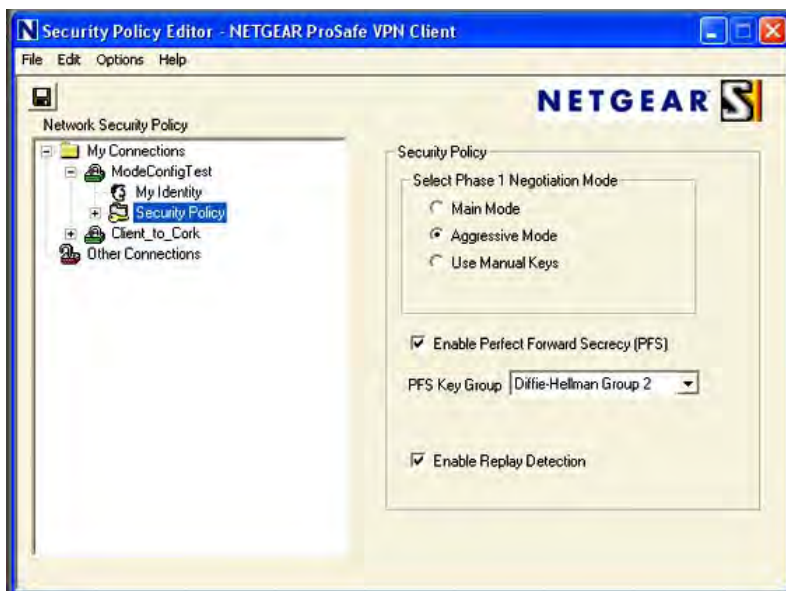 Security Policy Editor - NETGEAR ProSafe VPN Client
File Edit Options Help
NETGEAR
Network Security Policy
My Connections
ModeConfigTest
My Identity
Security Policy
Client_to_Cork
Other Connections
Security Policy
Select Phase 1 Negotiation Mode
Main Mode
Aggressive Mode
Use Manual Keys
Enable Perfect Forward Secrecy (PFS)
PFS Key Group Diffie-Hellman Group 2
Enable Replay Detection